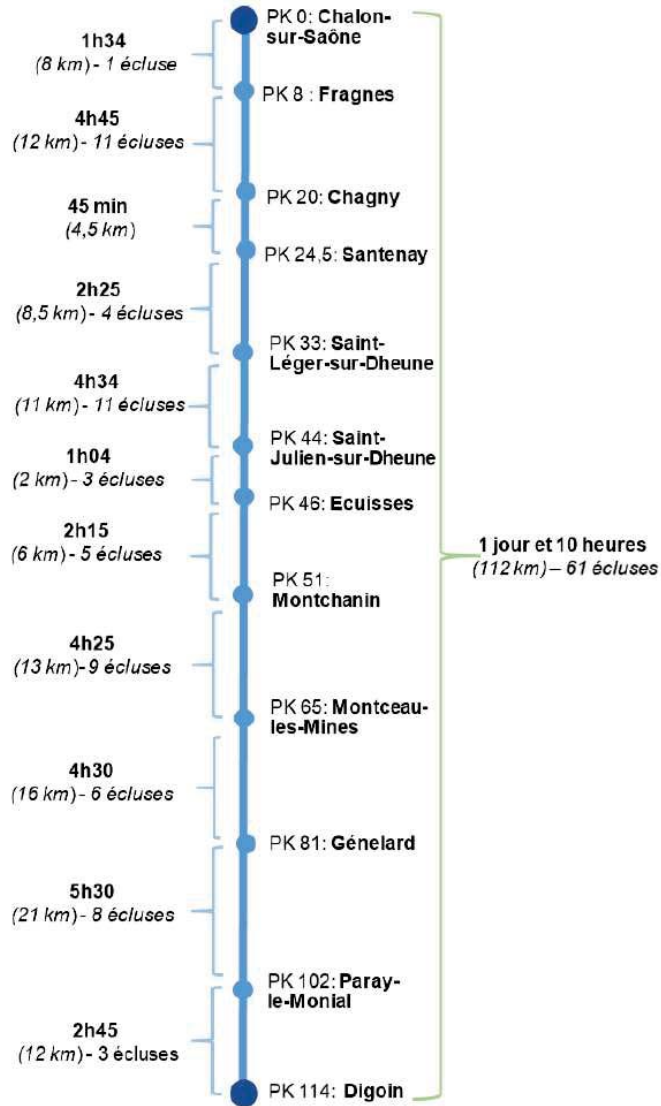 PK 0: Chalon-
sur-Saône
1h34
(8 km) - 1 écluse
PK 8 : Fragnes
4h45
(12 km) - 11 écluses
PK 20: Chagny
45 min
(4,5 km)
PK 24,5: Santenay
2h25
(8,5 km) - 4 écluses
PK 33: Saint-
Léger-sur-Dheune
4h34
(11 km) - 11 écluses
PK 44: Saint-
Julien-sur-Dheune
1h04
(2 km) - 3 écluses
PK 46: Ecuisses
2h15
(6 km) - 5 écluses
1 jour et 10 heures
(112 km) – 61 écluses
PK 51:
Montchanin
4h25
(13 km) - 9 écluses
PK 65: Montceau-
les-Mines
4h30
(16 km) - 6 écluses
PK 81: Génelard
5h30
(21 km) - 8 écluses
PK 102: Paray-
le-Monial
2h45
(12 km) - 3 écluses
PK 114: Digoin